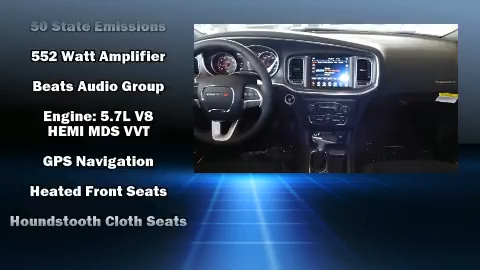 50 State Emissions
552 Watt Amplifier
Beats Audio Group
Engine: 5.7L V8
HEMI MDS VVT
GPS Navigation
Heated Front Seats
Houndstooth Cloth Seats